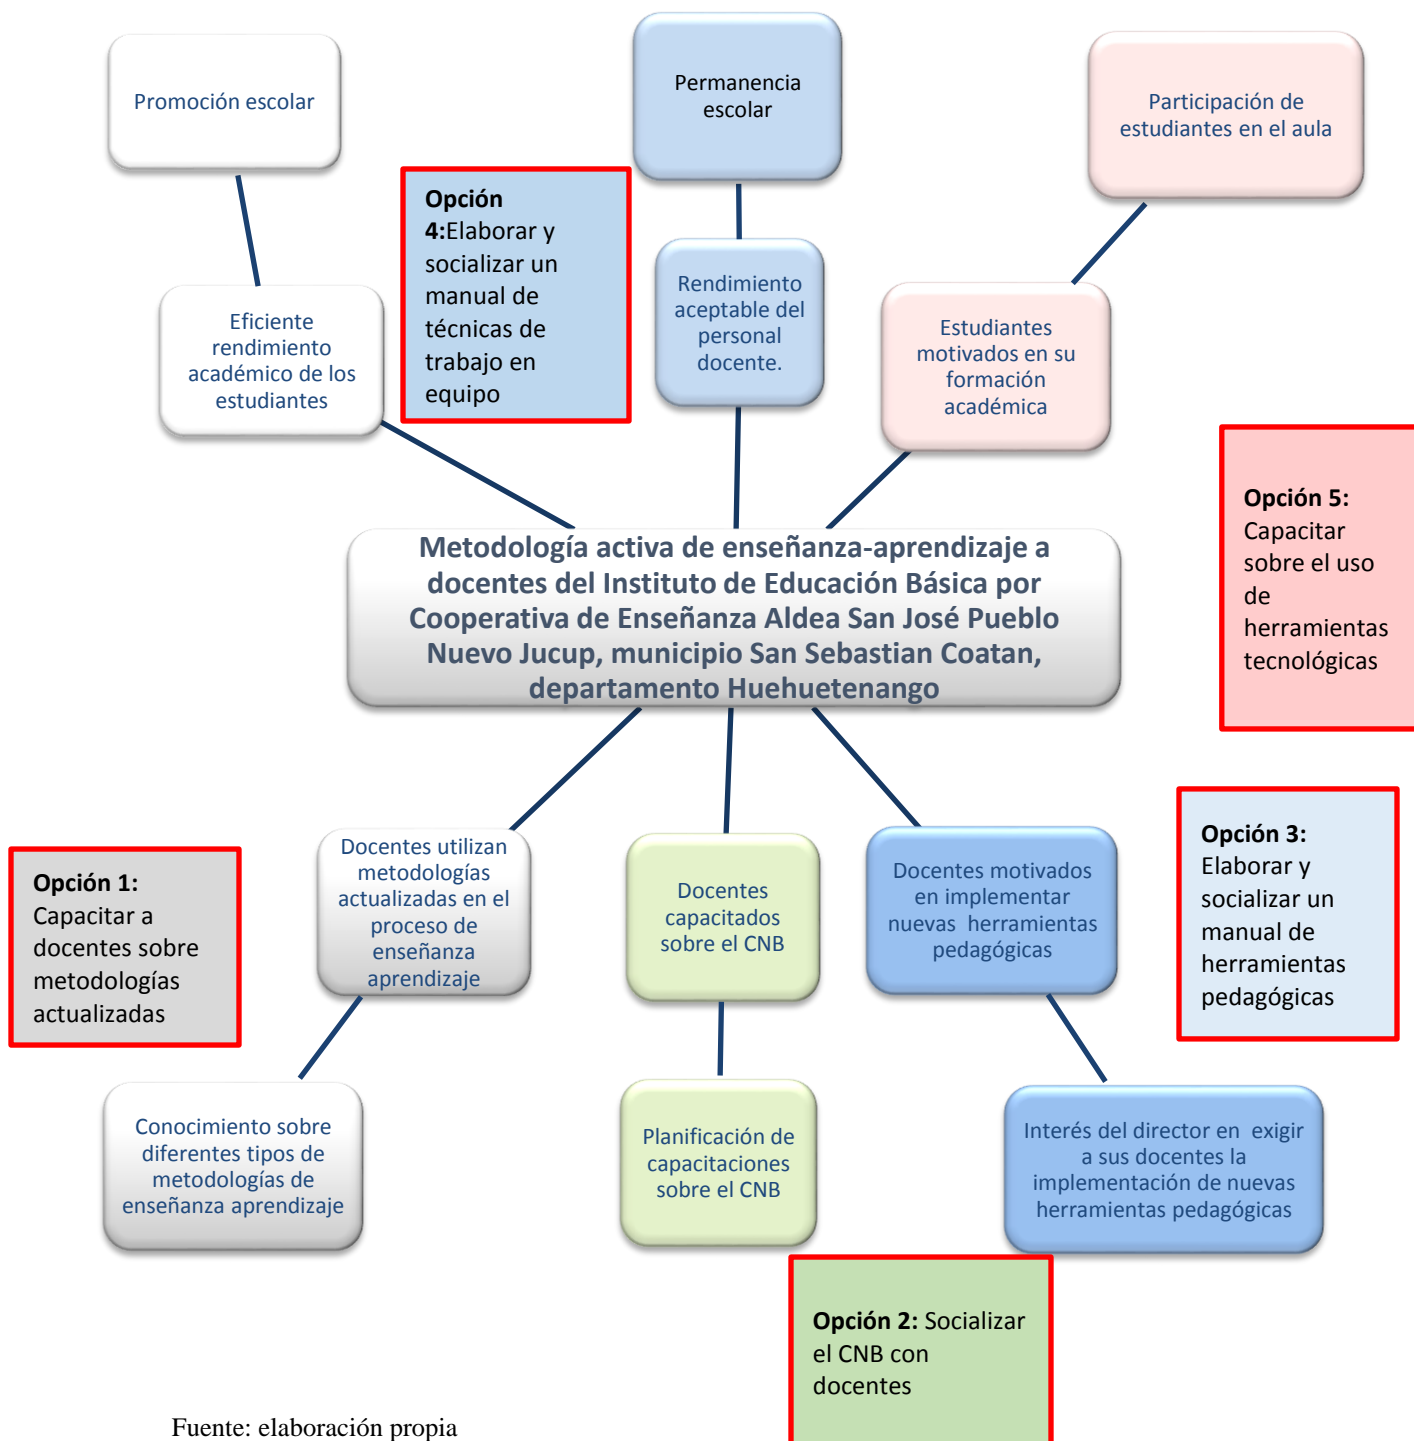 Promoción escolar
Permanencia
escolar
Participación de
estudiantes en el aula
Opción
4:Elaborar y
socializar un
manual de
técnicas de
trabajo en
equipo
Eficiente
rendimiento
académico de los
estudiantes
Rendimiento
aceptable del
personal
docente.
Estudiantes
motivados en su
formación
académica
Opción 5:
Capacitar
sobre el uso
de
herramientas
tecnológicas
Metodología activa de enseñanza-aprendizaje a
docentes del Instituto de Educación Básica por
Cooperativa de Enseñanza Aldea San José Pueblo
Nuevo Jucup, municipio San Sebastian Coatan,
departamento Huehuetenango
Opción 1:
Capacitar a
docentes sobre
metodologías
actualizadas
Docentes utilizan
metodologías
actualizadas en el
proceso de
enseñanza
aprendizaje
Docentes
capacitados
sobre el CNB
Docentes motivados
en implementar
nuevas  herramientas
pedagógicas
Opción 3:
Elaborar y
socializar un
manual de
herramientas
pedagógicas
Conocimiento sobre
diferentes tipos de
metodologías de
enseñanza aprendizaje
Planificación de
capacitaciones
sobre el CNB
Interés del director en  exigir
a sus docentes la
implementación de nuevas
herramientas pedagógicas
Opción 2: Socializar
el CNB con
docentes
Fuente: elaboración propia